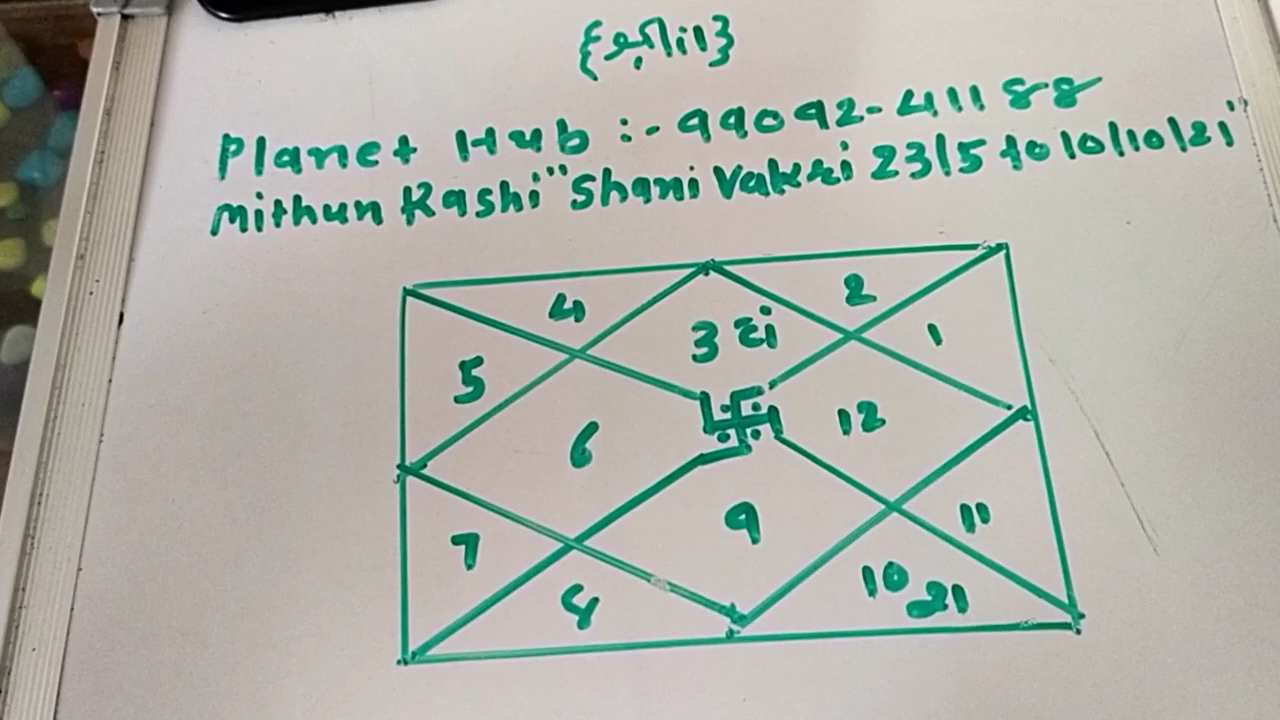 Planet Hub :- 99092-41188
mithun Rashi "Shani Vakri 23/5 to 10/10/21"
4
2
3 ચં
1
5
6
12
9
7
11
8
10 શ